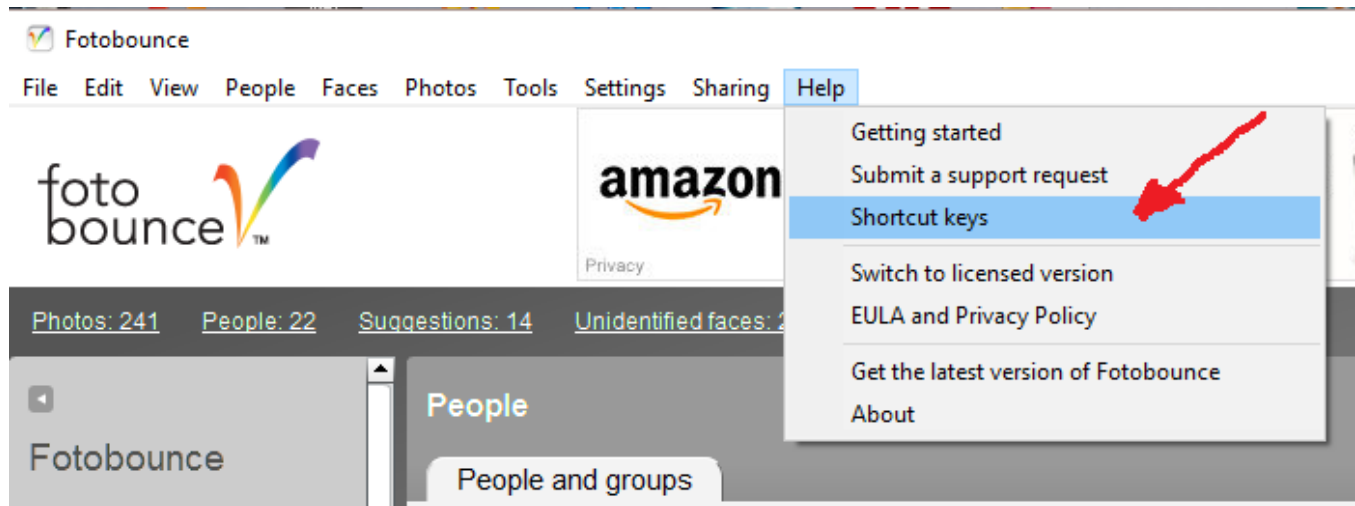 Fotobounce
File Edit View People Faces Photos Tools Settings Sharing Help
Getting started
Submit a support request
Shortcut keys
Switch to licensed version
EULA and Privacy Policy
Get the latest version of Fotobounce
About
foto
bounce TM
amazon
Privacy
Photos: 241 People: 22 Suggestions: 14 Unidentified faces:
People
Fotobounce
People and groups